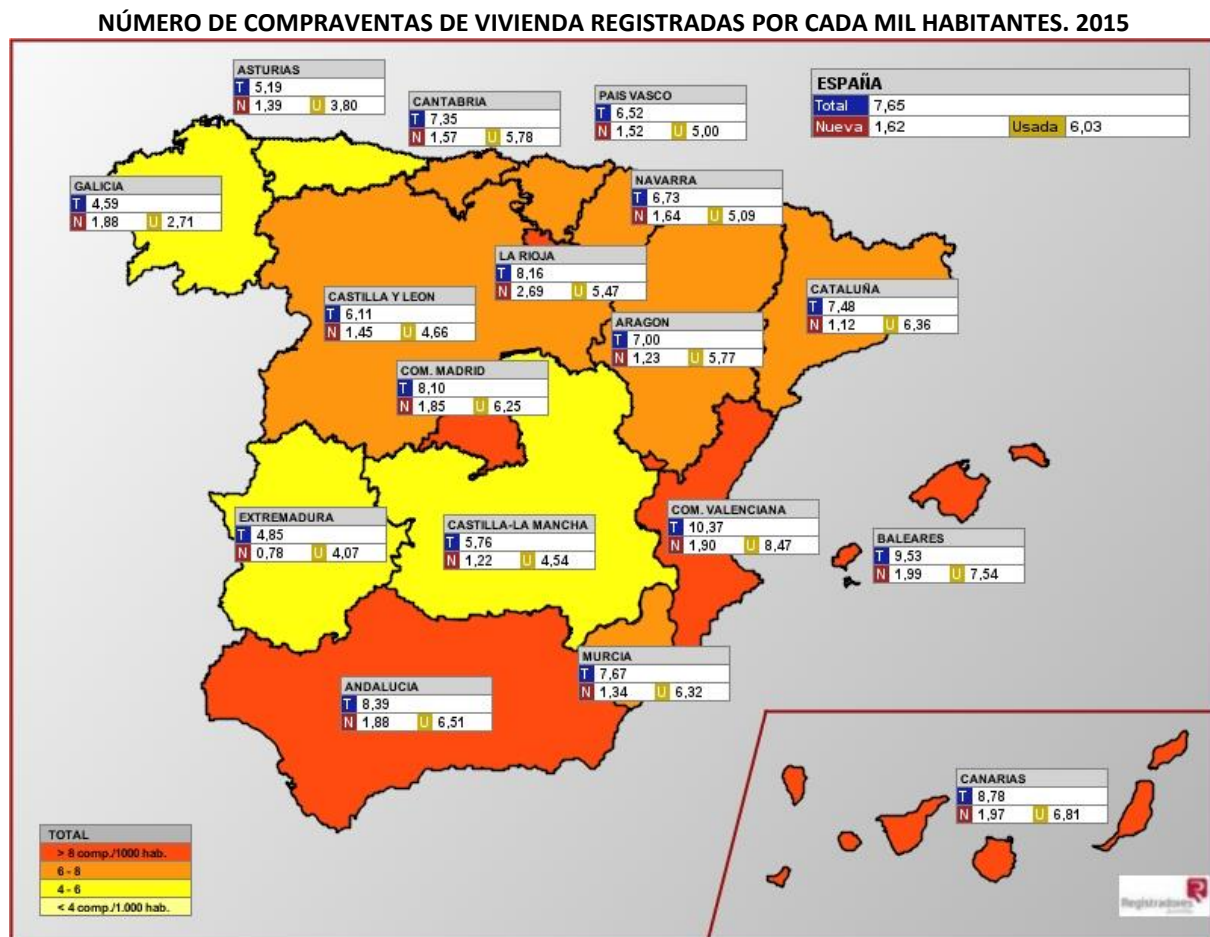 NÚMERO DE COMPRAVENTAS DE VIVIENDA REGISTRADAS POR CADA MIL HABITANTES. 2015
ASTURIAS
T 5,19
N 1,39 U 3,80
CANTABRIA
T 7,35
N 1,57 U 5,78
PAIS VASCO
T 6,52
N 1,52 U 5,00
ESPAÑA
Total 7,65
Nueva 1,62 Usada 6,03
GALICIA
T 4,59
N 1,88 U 2,71
NAVARRA
T 6,73
N 1,64 U 5,09
LA RIOJA
T 8,16
N 2,69 U 5,47
CASTILLA Y LEON
T 6,11
N 1,45 U 4,66
ARAGON
T 7,00
N 1,23 U 5,77
CATALUÑA
T 7,48
N 1,12 U 6,36
COM. MADRID
T 8,10
N 1,85 U 6,25
EXTREMADURA
T 4,85
N 0,78 U 4,07
CASTILLA-LA MANCHA
T 5,76
N 1,22 U 4,54
COM. VALENCIANA
T 10,37
N 1,90 U 8,47
BALEARES
T 9,53
N 1,99 U 7,54
MURCIA
T 7,67
N 1,34 U 6,32
ANDALUCIA
T 8,39
N 1,88 U 6,51
CANARIAS
T 8,78
N 1,97 U 6,81
TOTAL
> 8 comp./1000 hab.
6 - 8
4 - 6
< 4 comp./1.000 hab.
Registradores